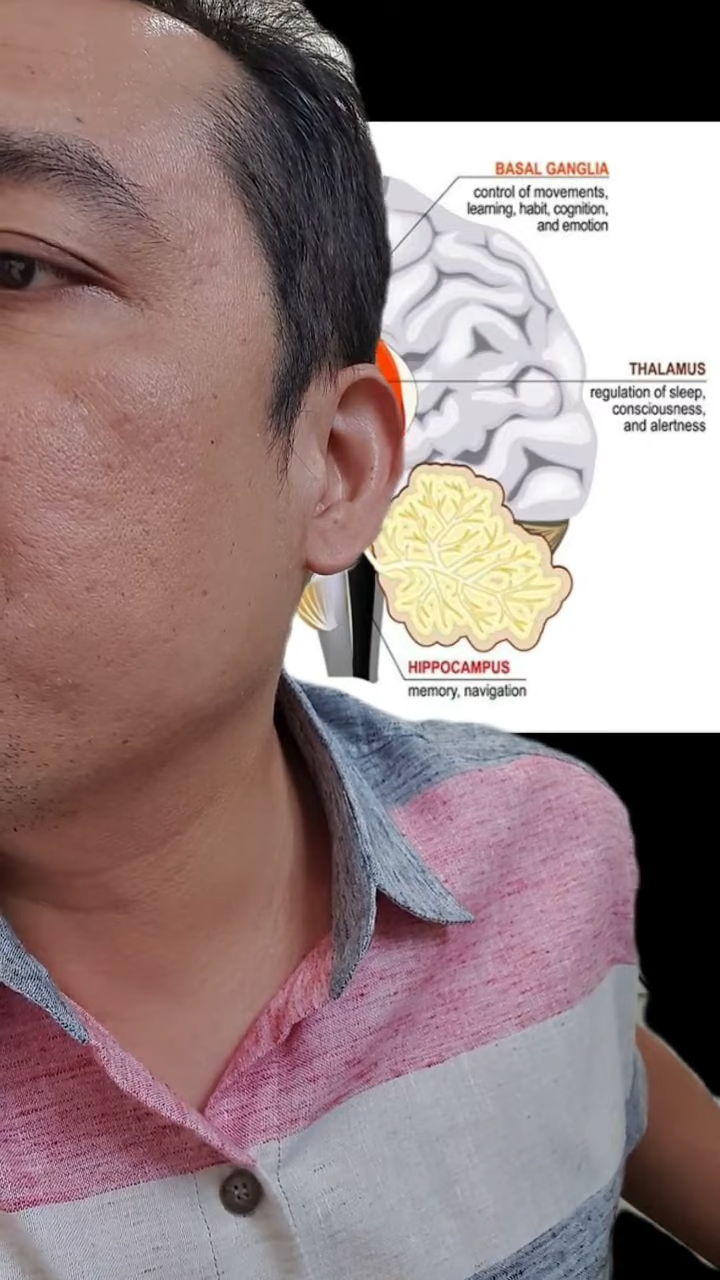 BASAL GANGLIA
control of movements,
learning, habit, cognition,
and emotion
THALAMUS
regulation of sleep,
consciousness,
and alertness
HIPPOCAMPUS
memory, navigation